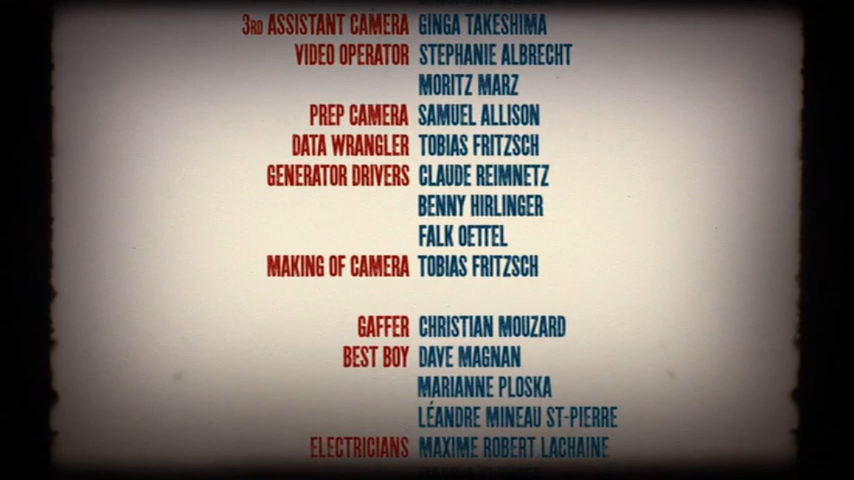 3RD ASSISTANT CAMERA GINGA TAKESHIMA
VIDEO OPERATOR STEPHANIE ALBRECHT
MORITZ MARZ
PREP CAMERA SAMUEL ALLISON
DATA WRANGLER TOBIAS FRITZSCH
GENERATOR DRIVERS CLAUDE REIMNETZ
BENNY HIRLINGER
FALK OETTEL
MAKING OF CAMERA TOBIAS FRITZSCH
GAFFER CHRISTIAN MOUZARD
BEST BOY DAVE MAGNAN
MARIANNE PLOSKA
LÉANDRE MINEAU ST-PIERRE
ELECTRICIANS MAXIME ROBERT LACHAINE